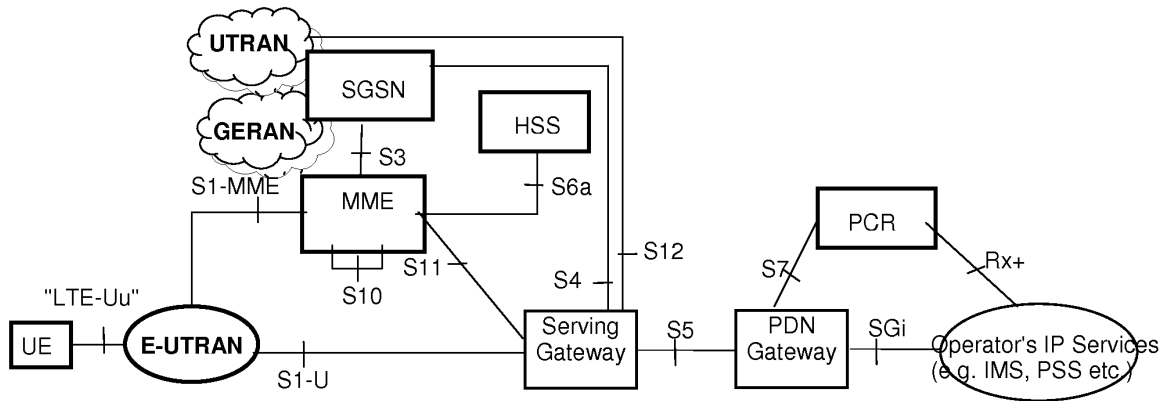 UTRAN
SGSN
GERAN
HSS
S3
S1-MME
S6a
MME
PCR
S11
S12
S4
S7
Rx+
S10
"LTE-Uu"
UE
E-UTRAN
S1-U
Serving
Gateway
S5
PDN
Gateway
SGi
Operator's IP Services
(e.g. IMS, PSS etc.)